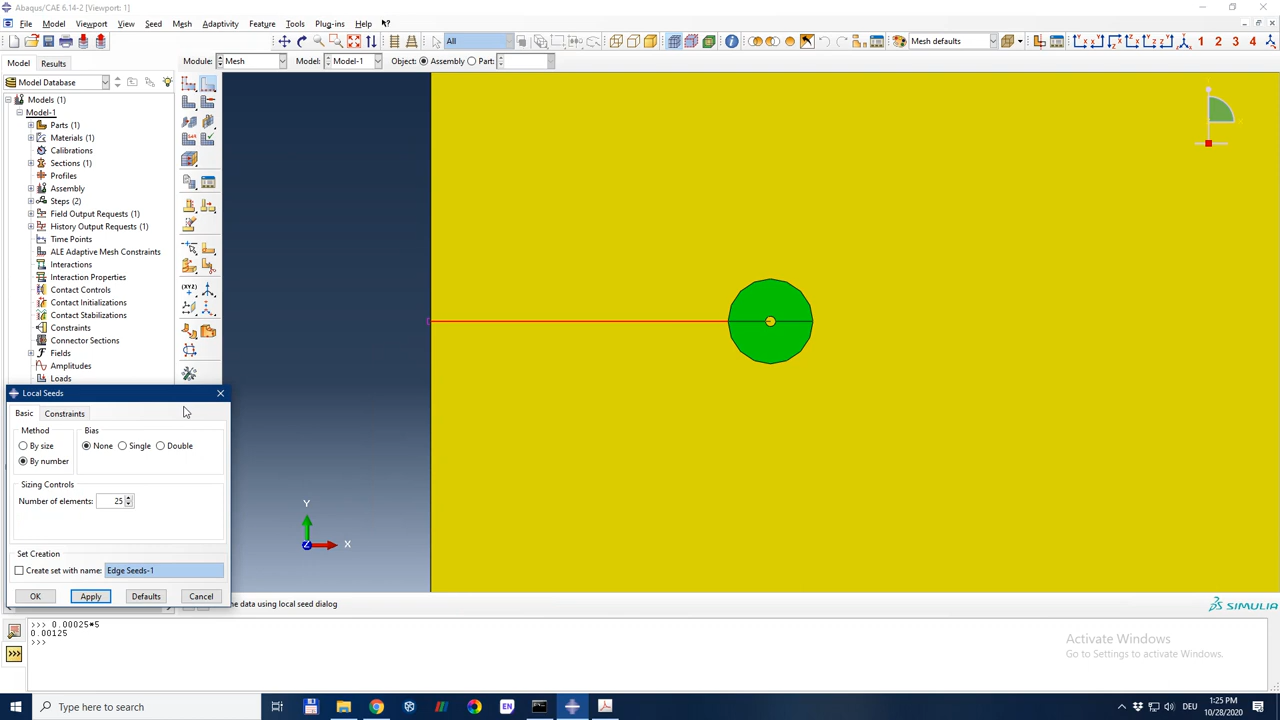 Abaqus/CAE 6.14-2 [Viewport: 1]
File Model Viewport View Seed Mesh Adaptivity Feature Tools Plug-ins Help
All
Mesh defaults
1 2 3 4
Model Results
Module: Mesh Model: Model-1 Object: Assembly Part:
Model Database
Models (1)
Model-1
Parts (1)
Materials (1)
Calibrations
Sections (1)
Profiles
Assembly
Steps (2)
Field Output Requests (1)
History Output Requests (1)
Time Points
ALE Adaptive Mesh Constraints
Interactions
Interaction Properties
Contact Controls
Contact Initializations
Contact Stabilizations
Constraints
Connector Sections
Fields
Amplitudes
Loads
Local Seeds
Basic Constraints
Method Bias
By size None Single Double
By number
Sizing Controls
Number of elements: 25
Set Creation
Create set with name: Edge Seeds-1
OK Apply Defaults Cancel
Y
X
Z
e data using local seed dialog
SIMULIA
>>> 0.00025*5
0.00125
>>>
Activate Windows
Go to Settings to activate Windows.
Type here to search
EN
DEU
1:25 PM
10/28/2020